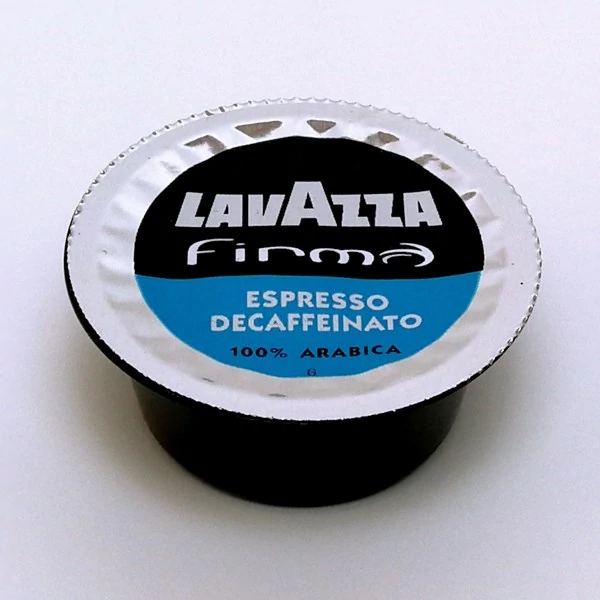 LAVAZZA
Firma
ESPRESSO
DECAFFEINATO
100% ARABICA
G